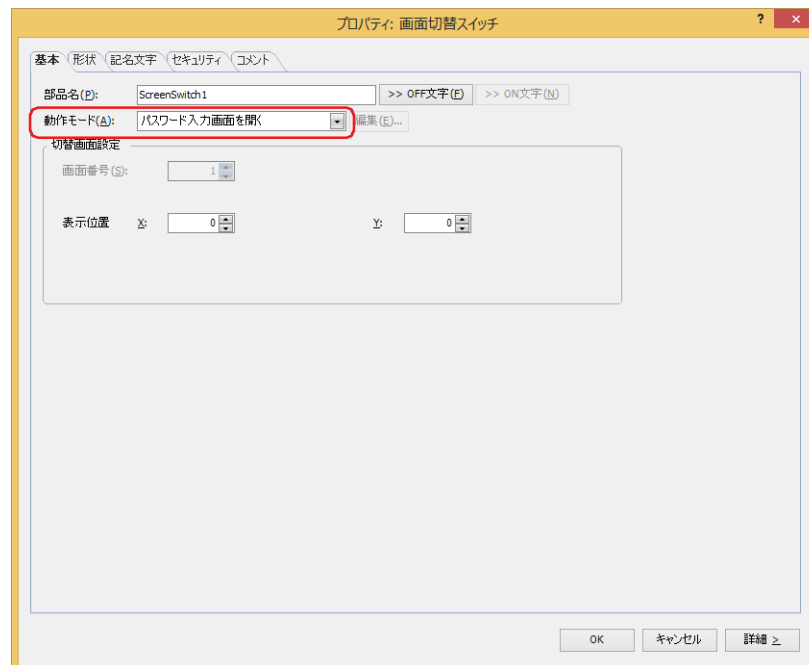 プロパティ: 画面切替スイッチ ? ×
基本 形状 記名文字 セキュリティ コメント
部品名(P): ScreenSwitch1 >> OFF文字(F) >> ON文字(N)
動作モード(A): パスワード入力画面を開く 編集(E)...
切替画面設定
画面番号(S): 1
表示位置 X: 0 Y: 0
OK キャンセル 詳細 >